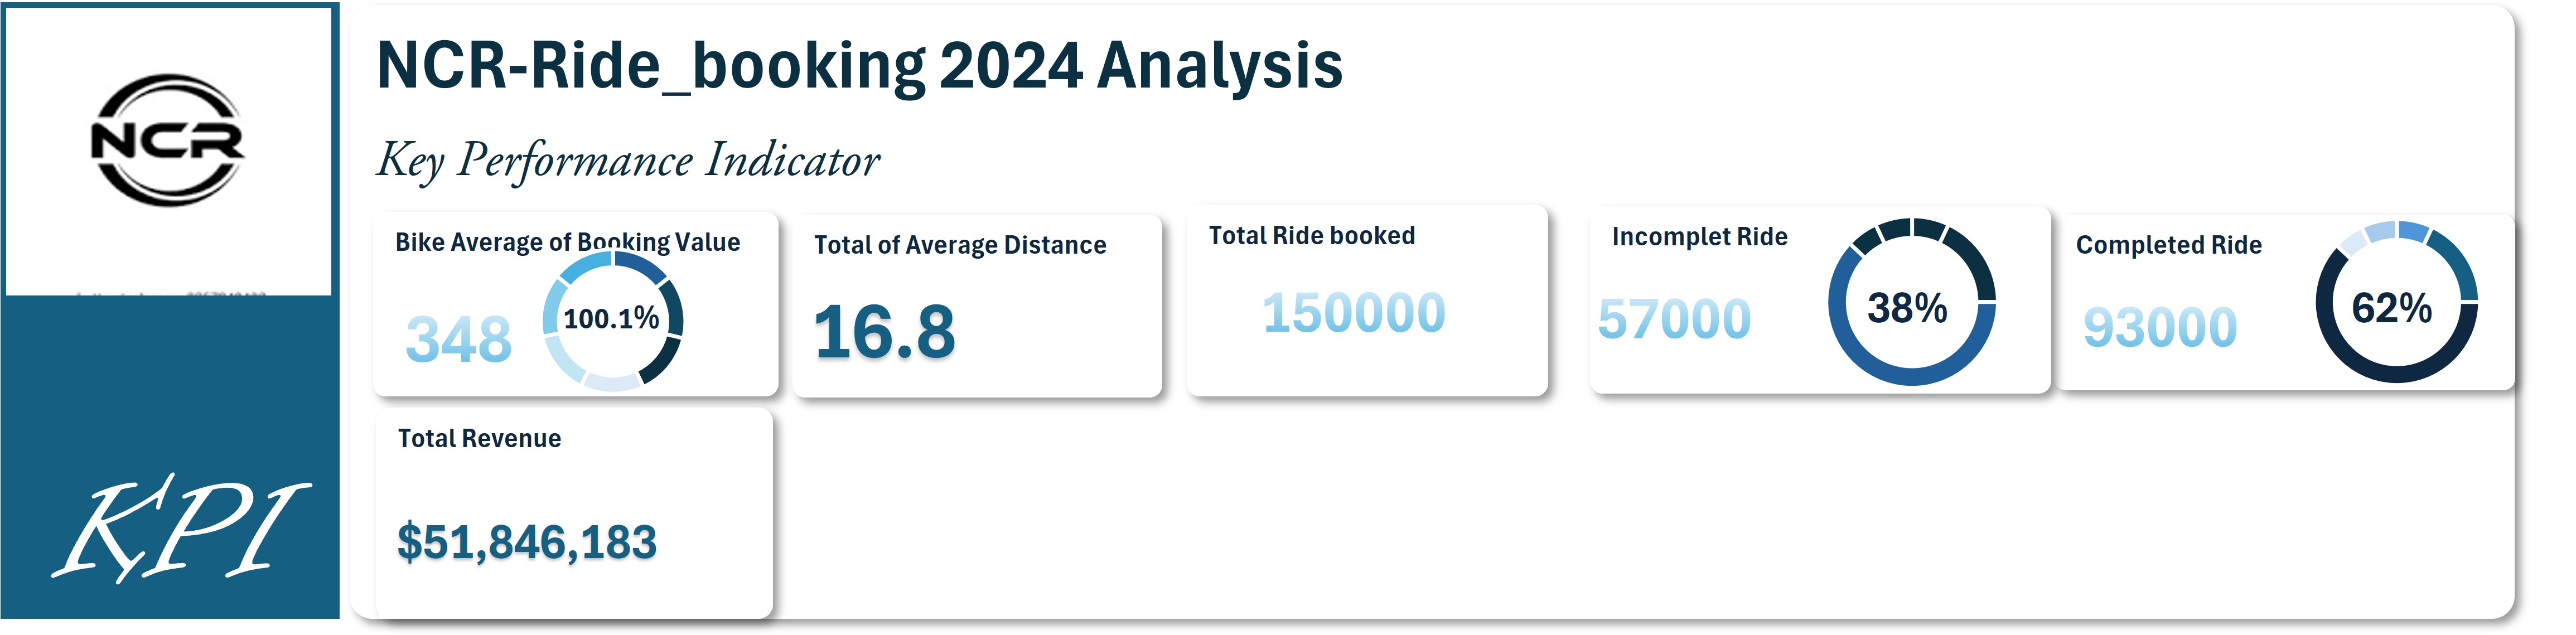 NCR
NCR-Ride_booking 2024 Analysis
Key Performance Indicator
Bike Average of Booking Value
348
100.1%
Total of Average Distance
16.8
Total Ride booked
150000
Incomplet Ride
57000
38%
Completed Ride
93000
62%
Total Revenue
$51,846,183
KPI